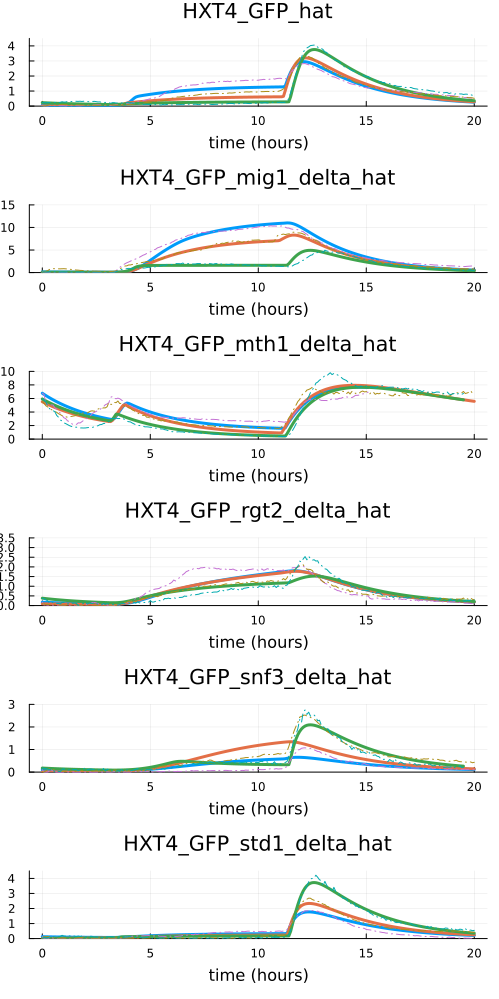 HXT4_GFP_hat
4
3
2
1
0
0 5 10 15 20
time (hours)
HXT4_GFP_mig1_delta_hat
15
10
5
0
0 5 10 15 20
time (hours)
HXT4_GFP_mth1_delta_hat
10
8
6
4
2
0
0 5 10 15 20
time (hours)
HXT4_GFP_rgt2_delta_hat
3.5
3.0
2.5
2.0
1.5
1.0
0.5
0.0
0 5 10 15 20
time (hours)
HXT4_GFP_snf3_delta_hat
3
2
1
0
0 5 10 15 20
time (hours)
HXT4_GFP_std1_delta_hat
4
3
2
1
0
0 5 10 15 20
time (hours)